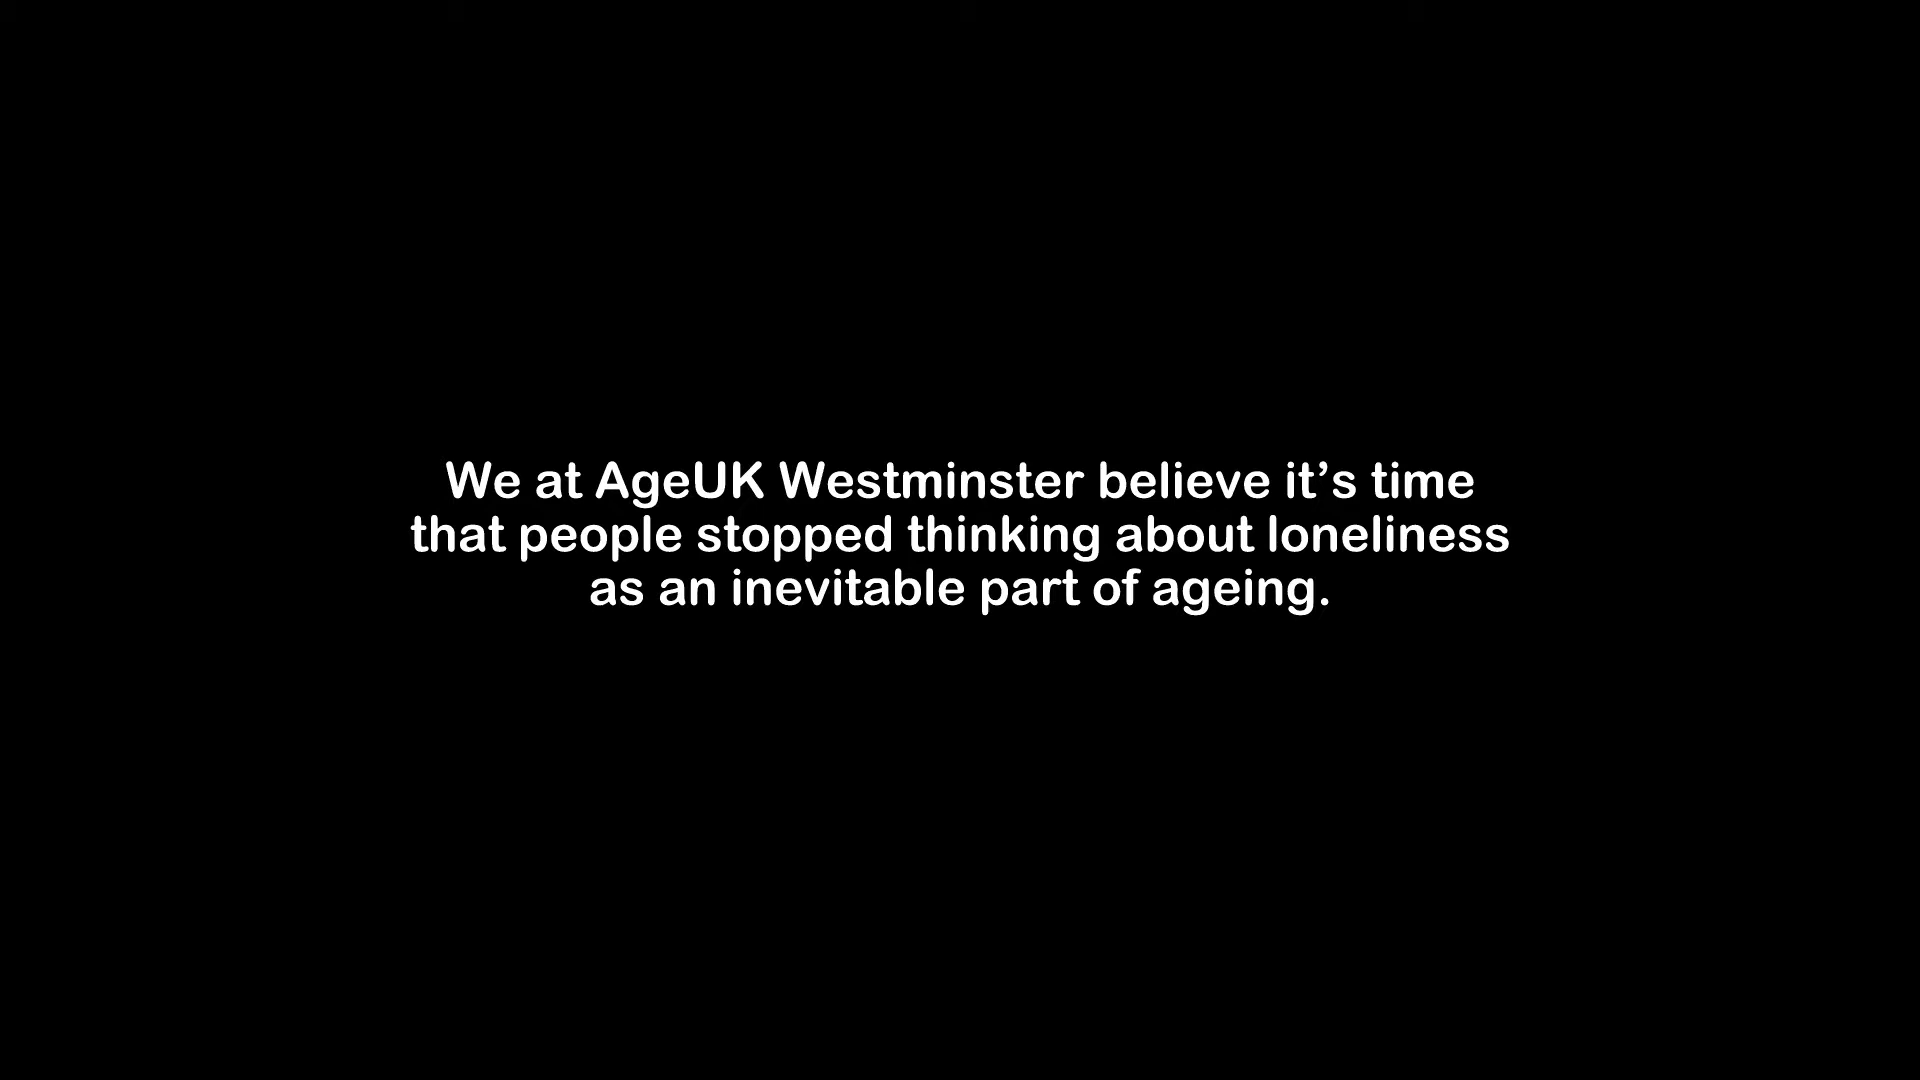 We at AgeUK Westminster believe it’s time
that people stopped thinking about loneliness
as an inevitable part of ageing.